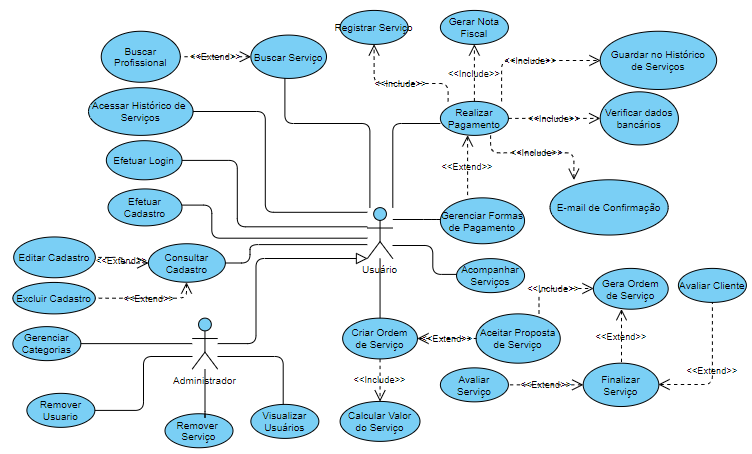 Buscar
Profissional
<<Extend>>
Buscar Serviço
Registrar Serviço
Gerar Nota
Fiscal
Guardar no Histórico
de Serviços
<<Include>>
<<Include>>
<<Include>>
Acessar Histórico de
Serviços
Realizar
Pagamento
<<Include>>
Verificar dados
bancários
Efetuar Login
<<Extend>>
<<Include>>
Efetuar
Cadastro
Gerenciar Formas
de Pagamento
E-mail de Confirmação
Editar Cadastro
<<Extend>>
Consultar
Cadastro
Usuário
Acompanhar
Serviços
Excluir Cadastro
<<Extend>>
<<Include>>
Gera Ordem
de Serviço
Avaliar Cliente
Gerenciar
Categorias
Administrador
Criar Ordem
de Serviço
<<Extend>>
Aceitar Proposta
de Serviço
<<Extend>>
<<Extend>>
<<Include>>
Avaliar
Serviço
<<Extend>>
Finalizar
Serviço
Remover
Usuario
Remover
Serviço
Visualizar
Usuários
Calcular Valor
do Serviço